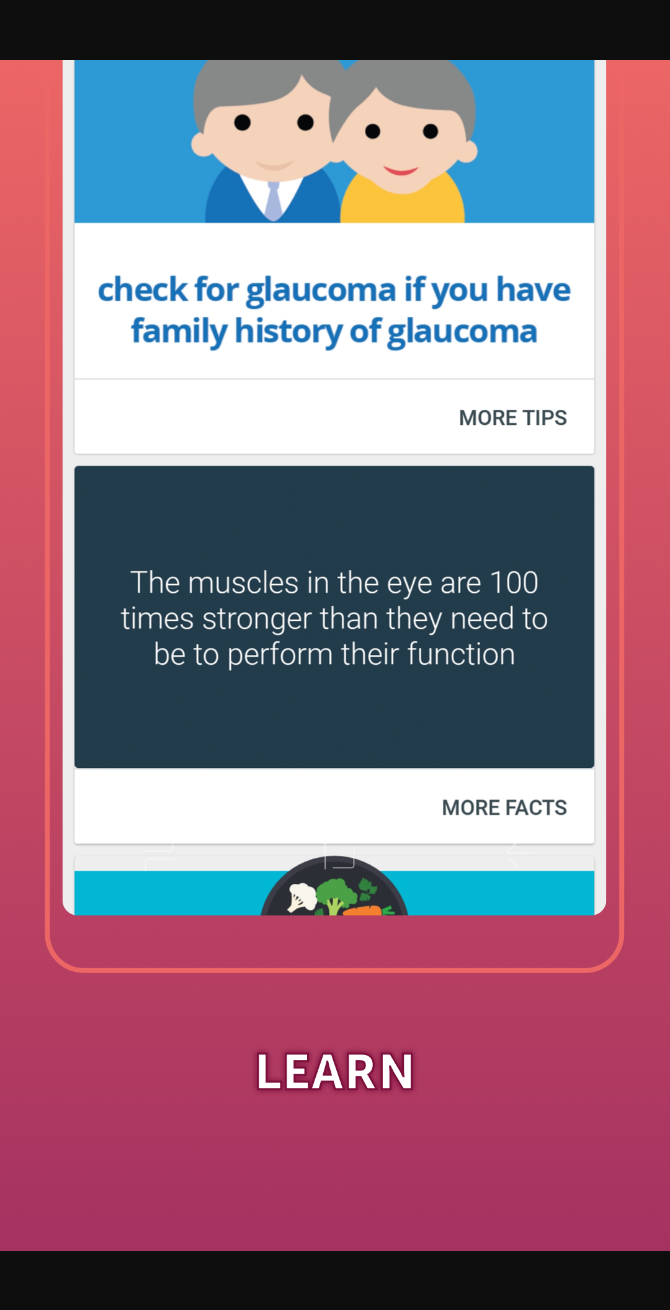 check for glaucoma if you have
family history of glaucoma
MORE TIPS
The muscles in the eye are 100
times stronger than they need to
be to perform their function
MORE FACTS
LEARN